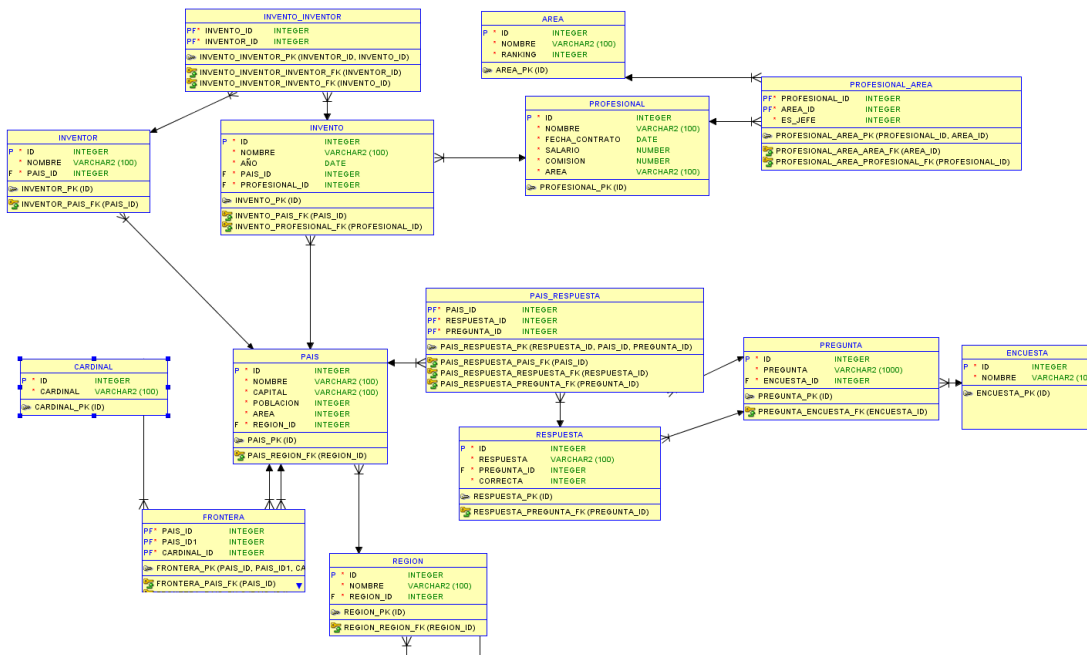 INVENTO_INVENTOR
PF* INVENTO_ID INTEGER
PF* INVENTOR_ID INTEGER
INVENTO_INVENTOR_PK (INVENTOR_ID, INVENTO_ID)
INVENTO_INVENTOR_INVENTOR_FK (INVENTOR_ID)
INVENTO_INVENTOR_INVENTO_FK (INVENTO_ID)
AREA
P * ID INTEGER
* NOMBRE VARCHAR2 (100)
* RANKING INTEGER
AREA_PK (ID)
PROFESIONAL_AREA
PF* PROFESIONAL_ID INTEGER
PF* AREA_ID INTEGER
* ES_JEFE INTEGER
PROFESIONAL_AREA_PK (PROFESIONAL_ID, AREA_ID)
PROFESIONAL_AREA_AREA_FK (AREA_ID)
PROFESIONAL_AREA_PROFESIONAL_FK (PROFESIONAL_ID)
PROFESIONAL
P * ID INTEGER
* NOMBRE VARCHAR2 (100)
* FECHA_CONTRATO DATE
* SALARIO NUMBER
* COMISION NUMBER
* AREA VARCHAR2 (100)
PROFESIONAL_PK (ID)
INVENTOR
P * ID INTEGER
* NOMBRE VARCHAR2 (100)
F * PAIS_ID INTEGER
INVENTOR_PK (ID)
INVENTOR_PAIS_FK (PAIS_ID)
INVENTO
P * ID INTEGER
* NOMBRE VARCHAR2 (100)
* AÑO DATE
F * PAIS_ID INTEGER
F * PROFESIONAL_ID INTEGER
INVENTO_PK (ID)
INVENTO_PAIS_FK (PAIS_ID)
INVENTO_PROFESIONAL_FK (PROFESIONAL_ID)
PAIS_RESPUESTA
PF* PAIS_ID INTEGER
PF* RESPUESTA_ID INTEGER
PF* PREGUNTA_ID INTEGER
PAIS_RESPUESTA_PK (RESPUESTA_ID, PAIS_ID, PREGUNTA_ID)
PAIS_RESPUESTA_PAIS_FK (PAIS_ID)
PAIS_RESPUESTA_RESPUESTA_FK (RESPUESTA_ID)
PAIS_RESPUESTA_PREGUNTA_FK (PREGUNTA_ID)
PREGUNTA
P * ID INTEGER
* PREGUNTA VARCHAR2 (1000)
F * ENCUESTA_ID INTEGER
PREGUNTA_PK (ID)
PREGUNTA_ENCUESTA_FK (ENCUESTA_ID)
ENCUESTA
P * ID INTEGER
* NOMBRE VARCHAR2 (10
ENCUESTA_PK (ID)
CARDINAL
P * ID INTEGER
* CARDINAL VARCHAR2 (100)
CARDINAL_PK (ID)
PAIS
P * ID INTEGER
* NOMBRE VARCHAR2 (100)
* CAPITAL VARCHAR2 (100)
* POBLACION INTEGER
* AREA INTEGER
F * REGION_ID INTEGER
PAIS_PK (ID)
PAIS_REGION_FK (REGION_ID)
RESPUESTA
P * ID INTEGER
* RESPUESTA VARCHAR2 (100)
F * PREGUNTA_ID INTEGER
* CORRECTA INTEGER
RESPUESTA_PK (ID)
RESPUESTA_PREGUNTA_FK (PREGUNTA_ID)
FRONTERA
PF* PAIS_ID INTEGER
PF* PAIS_ID1 INTEGER
PF* CARDINAL_ID INTEGER
FRONTERA_PK (PAIS_ID, PAIS_ID1, CA
FRONTERA_PAIS_FK (PAIS_ID)
REGION
P * ID INTEGER
* NOMBRE VARCHAR2 (100)
F * REGION_ID INTEGER
REGION_PK (ID)
REGION_REGION_FK (REGION_ID)